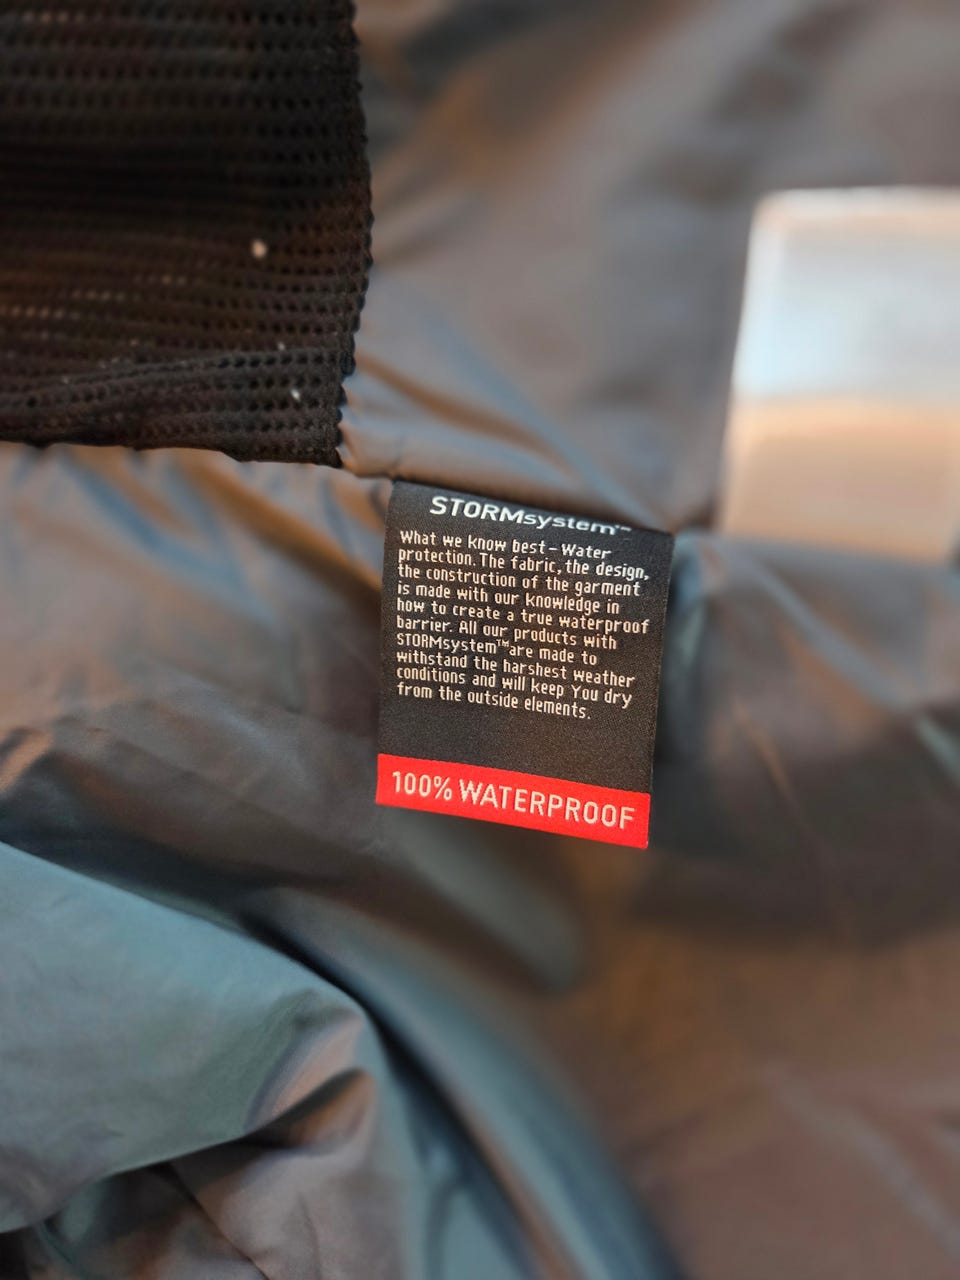 STORMsystem™
What we know best – Water
protection. The fabric, the design,
the construction of the garment
is made with our knowledge in
how to create a true waterproof
barrier. All our products with
STORMsystem™ are made to
withstand the harshest weather
conditions and will keep You dry
from the outside elements.
100% WATERPROOF